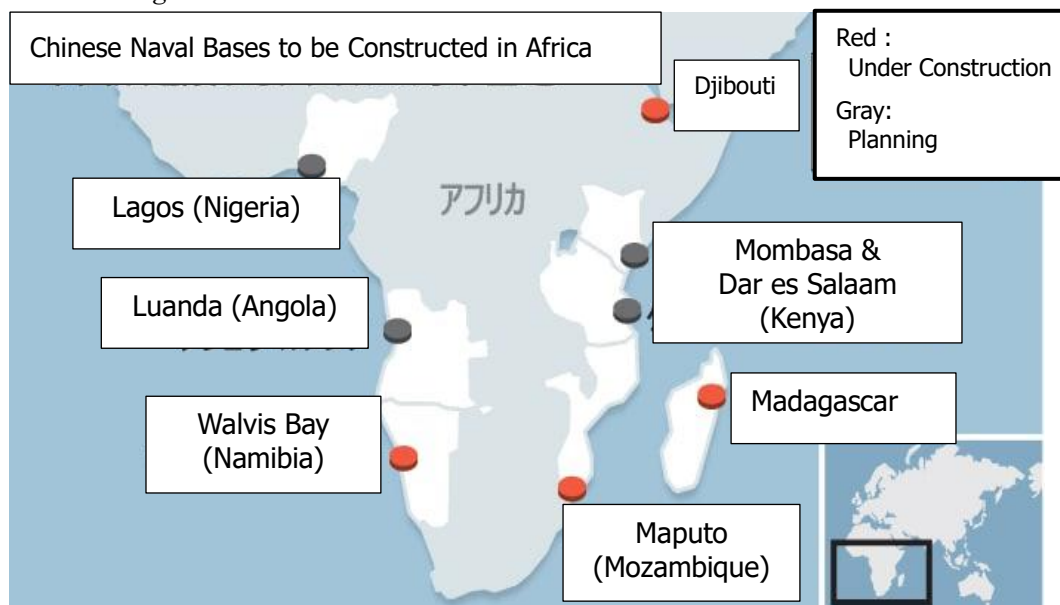 Chinese Naval Bases to be Constructed in Africa
Red :
Under Construction
Gray:
Planning
Djibouti
アフリカ
Lagos (Nigeria)
Mombasa &
Dar es Salaam
(Kenya)
Luanda (Angola)
Madagascar
Walvis Bay
(Namibia)
Maputo
(Mozambique)